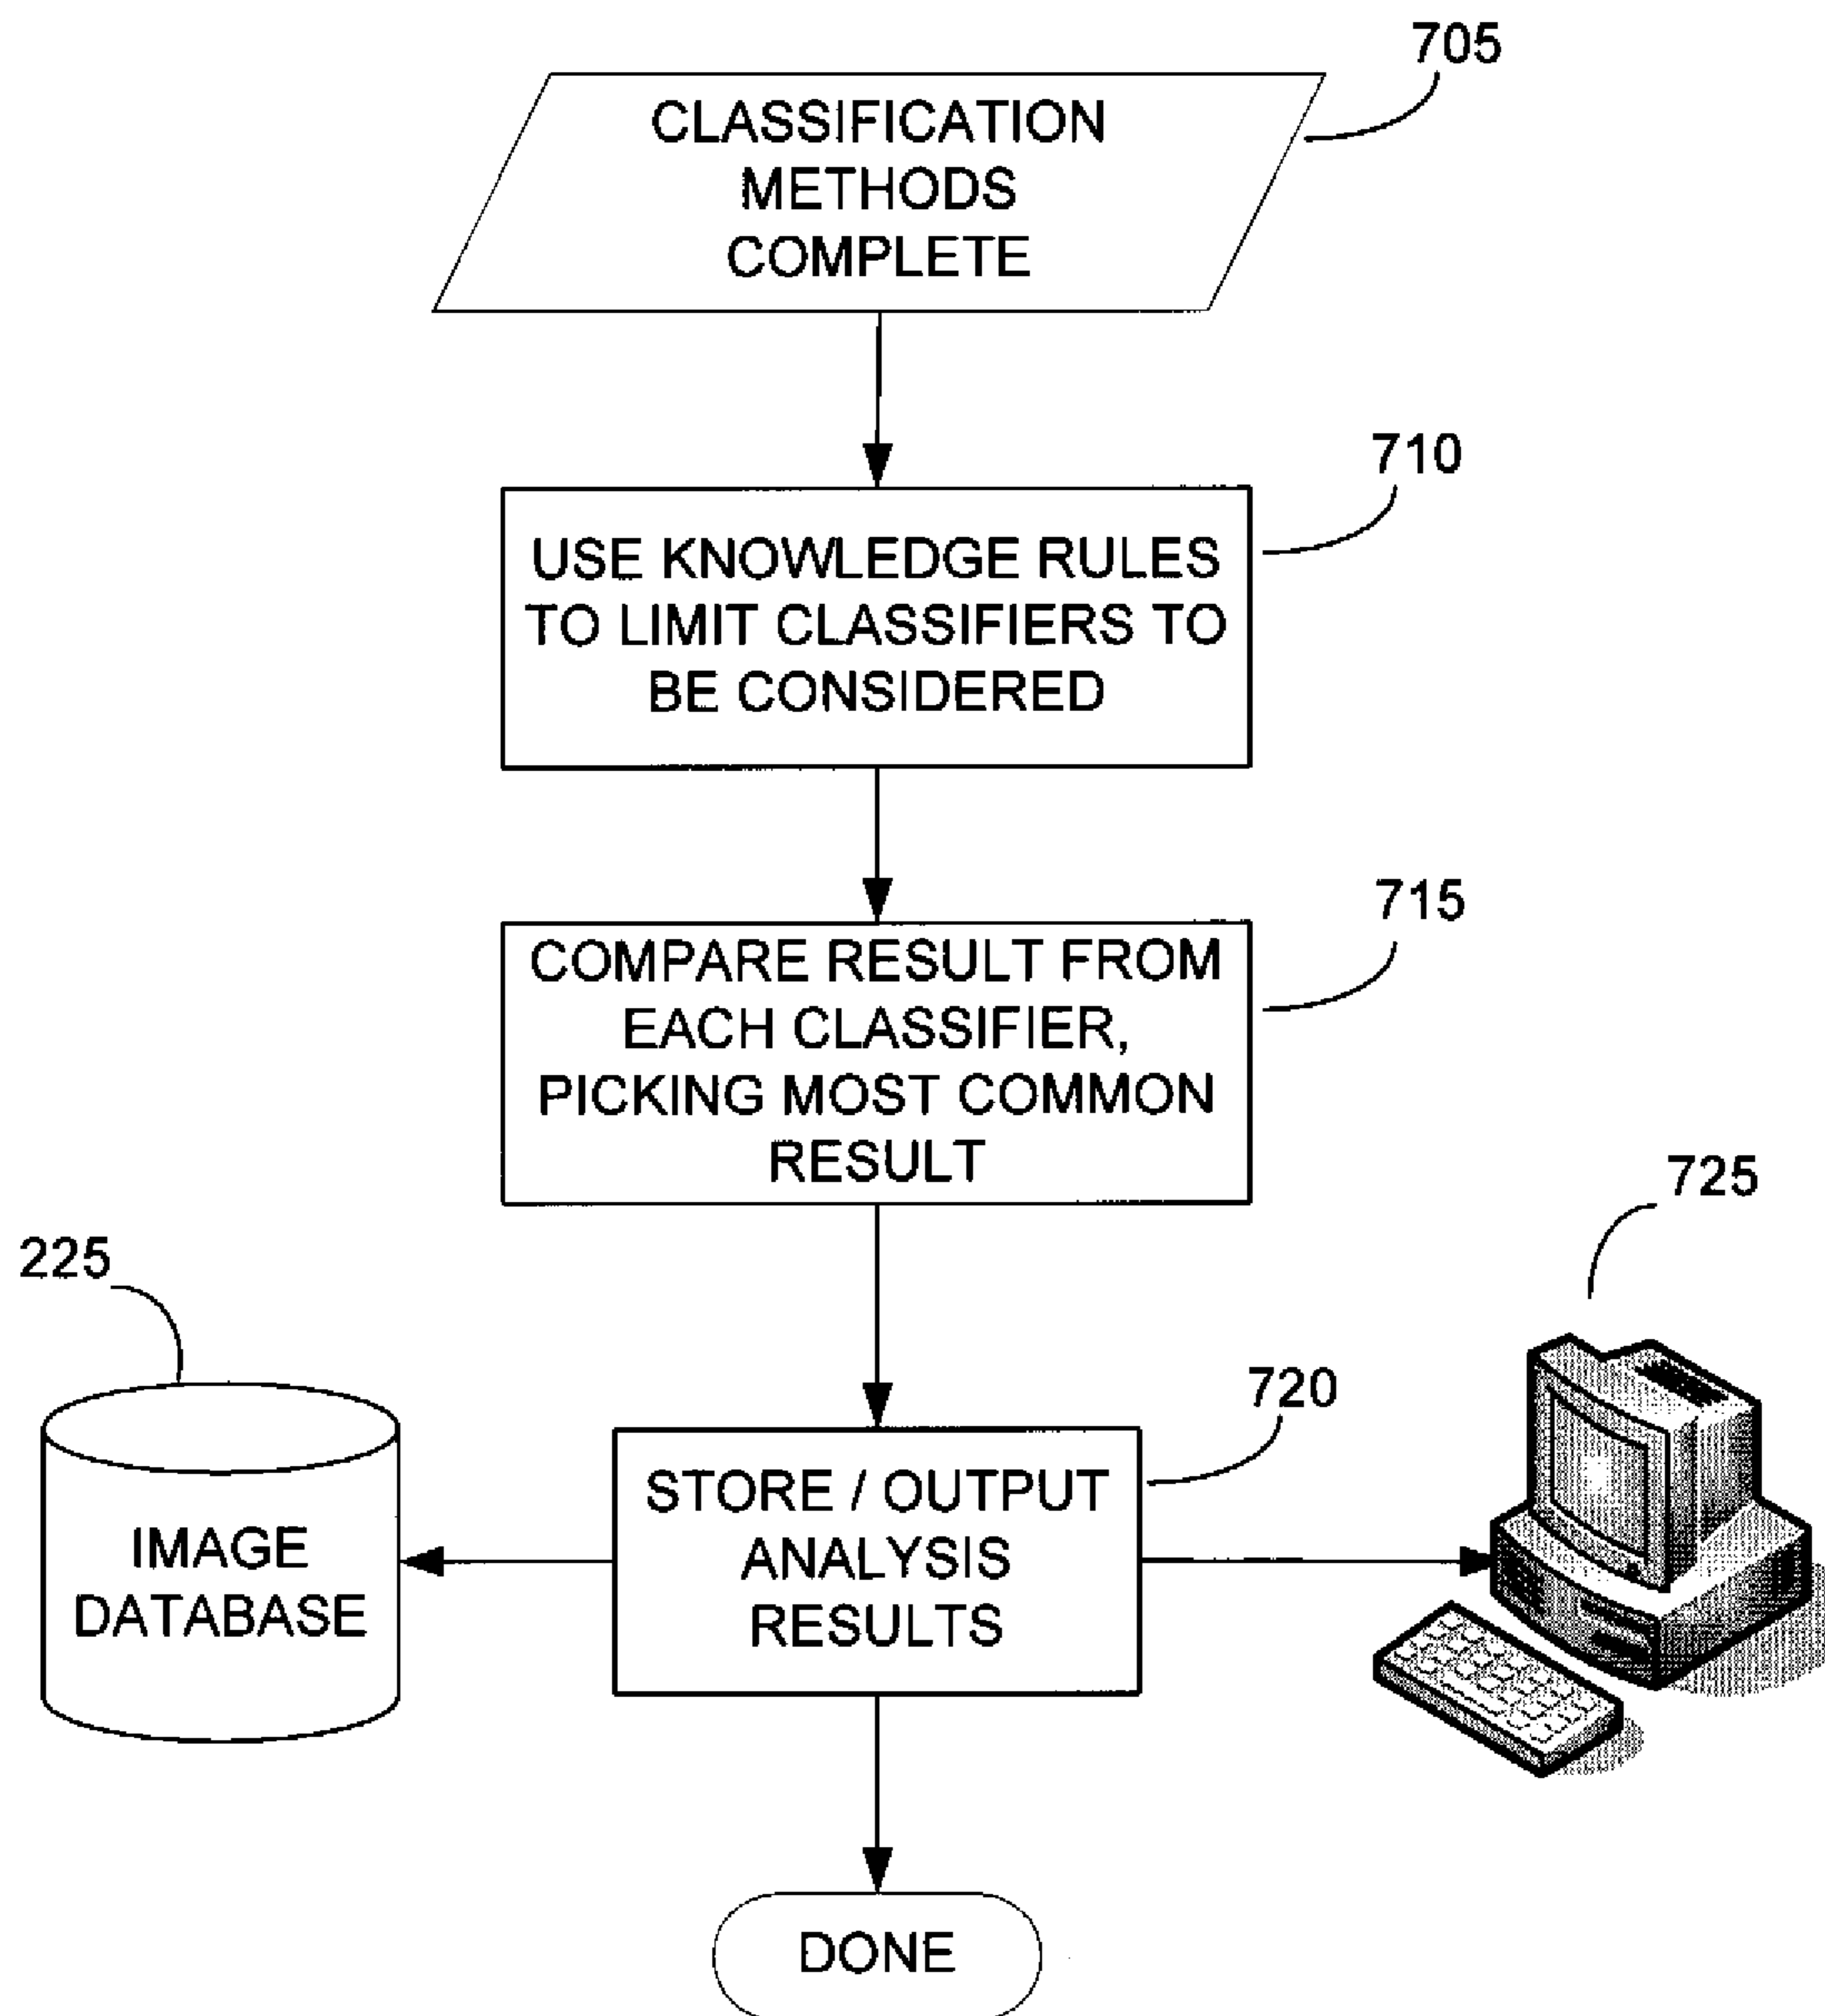 705
CLASSIFICATION
METHODS
COMPLETE
710
USE KNOWLEDGE RULES
TO LIMIT CLASSIFIERS TO
BE CONSIDERED
715
COMPARE RESULT FROM
EACH CLASSIFIER,
PICKING MOST COMMON
RESULT
725
225
720
STORE / OUTPUT
ANALYSIS
RESULTS
IMAGE
DATABASE
DONE